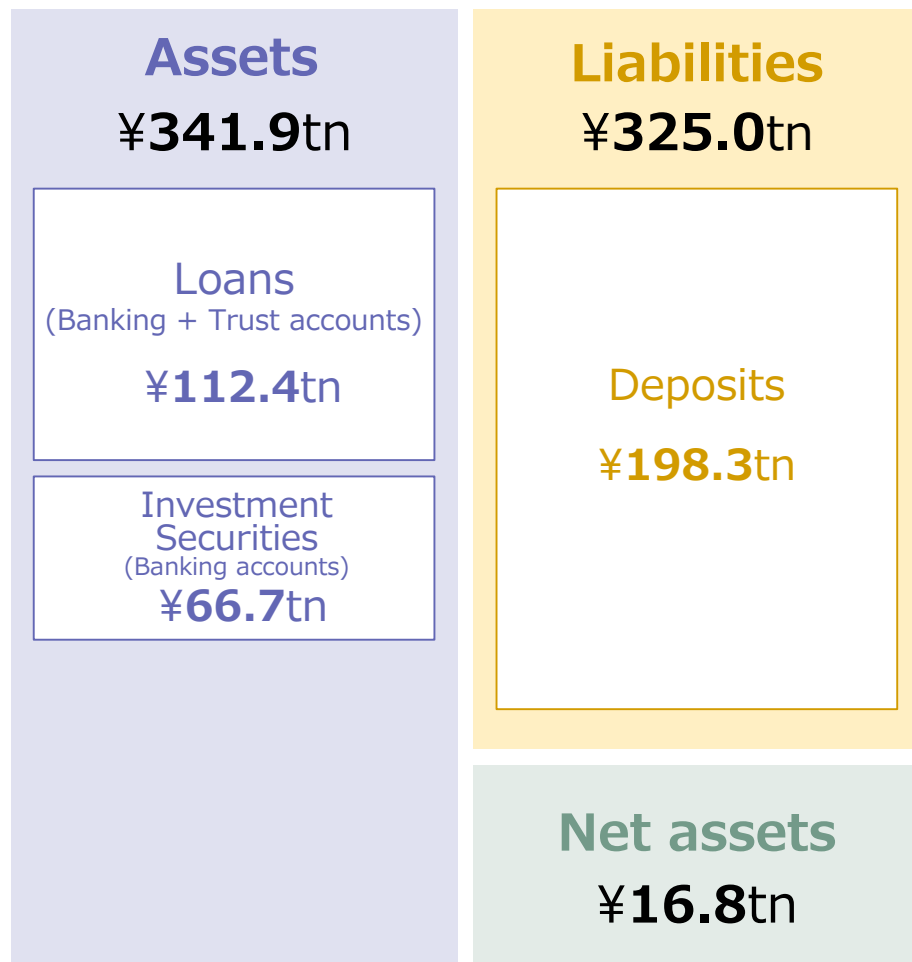 Assets
¥341.9tn
Loans
(Banking + Trust accounts)
¥112.4tn
Investment
Securities
(Banking accounts)
¥66.7tn
Liabilities
¥325.0tn
Deposits
¥198.3tn
Net assets
¥16.8tn